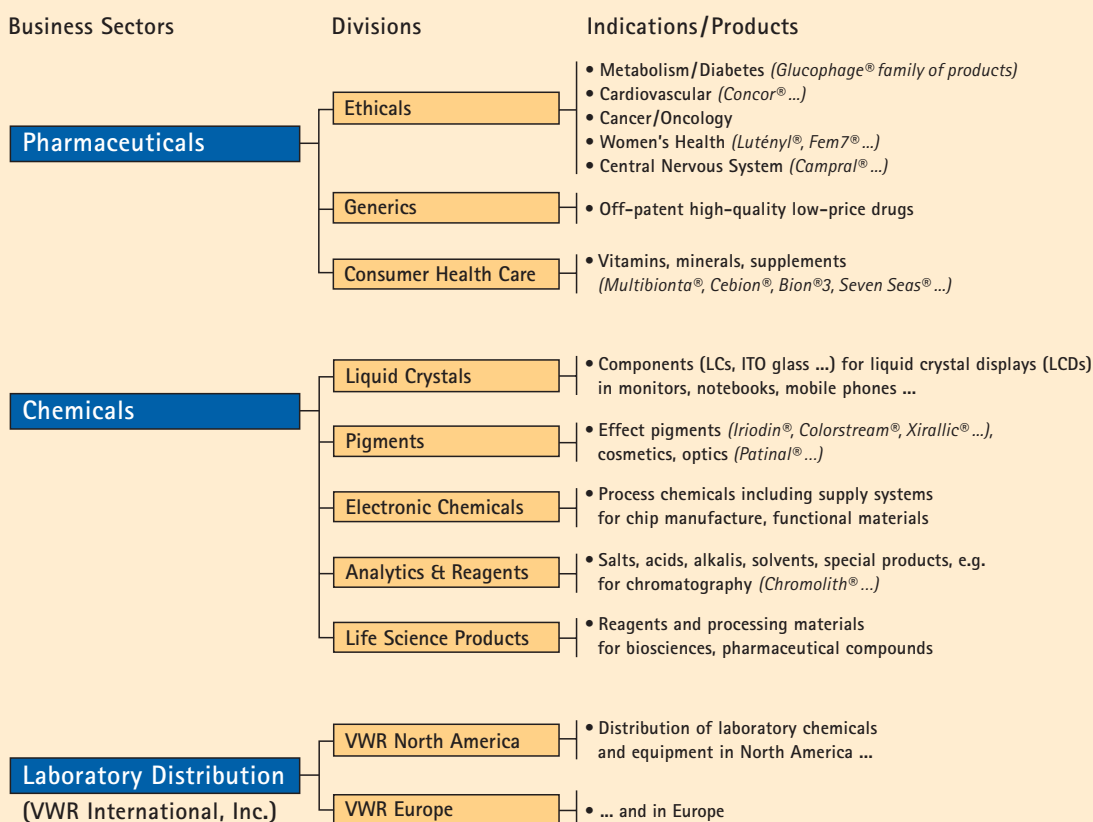 Business Sectors
Divisions
Indications/Products
Pharmaceuticals
Ethicals
• Metabolism/Diabetes (Glucophage® family of products)
• Cardiovascular (Concor® ...)
• Cancer/Oncology
• Women's Health (Lutényl®, Fem7® ...)
• Central Nervous System (Campral® ...)
Generics
• Off-patent high-quality low-price drugs
Consumer Health Care
• Vitamins, minerals, supplements
(Multibionta®, Cebion®, Bion®3, Seven Seas® ...)
Chemicals
Liquid Crystals
• Components (LCs, ITO glass ...) for liquid crystal displays (LCDs)
in monitors, notebooks, mobile phones ...
Pigments
• Effect pigments (Iriodin®, Colorstream®, Xirallic® ...),
cosmetics, optics (Patinal® ...)
Electronic Chemicals
• Process chemicals including supply systems
for chip manufacture, functional materials
Analytics & Reagents
• Salts, acids, alkalis, solvents, special products, e.g.
for chromatography (Chromolith® ...)
Life Science Products
• Reagents and processing materials
for biosciences, pharmaceutical compounds
Laboratory Distribution
(VWR International, Inc.)
VWR North America
• Distribution of laboratory chemicals
and equipment in North America ...
VWR Europe
• ... and in Europe